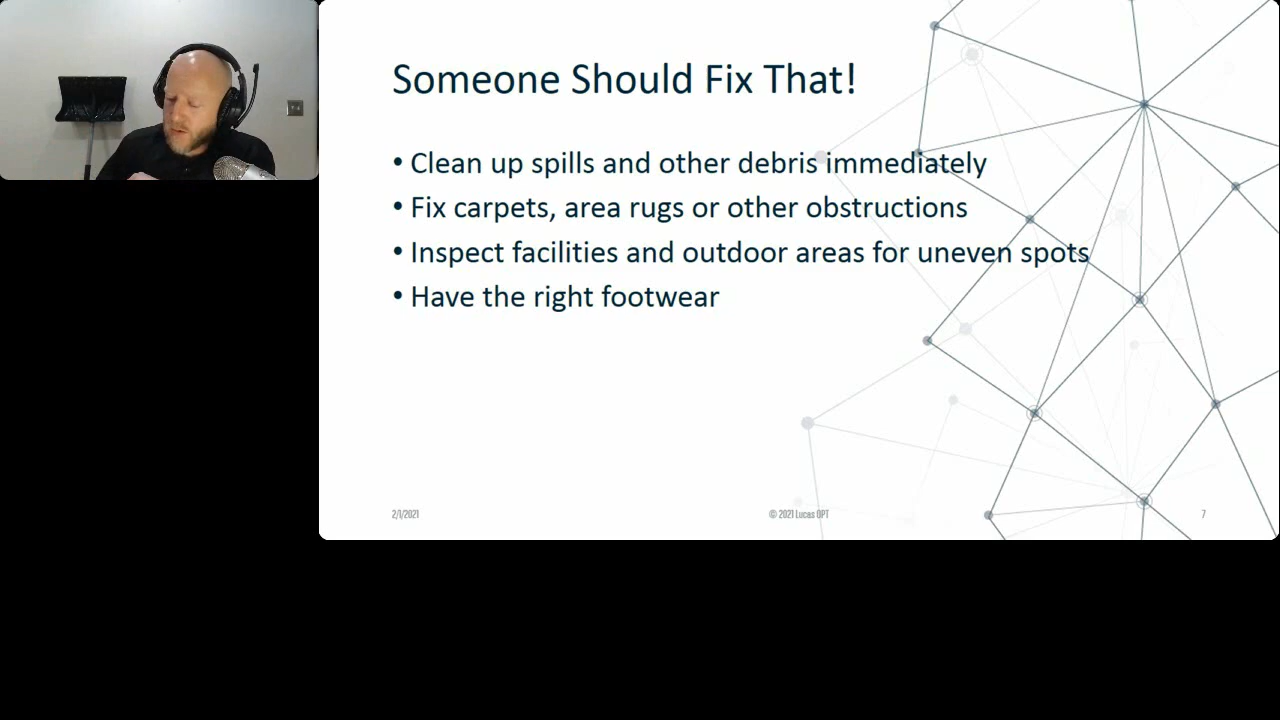 Someone Should Fix That!
• Clean up spills and other debris immediately
• Fix carpets, area rugs or other obstructions
• Inspect facilities and outdoor areas for uneven spots
• Have the right footwear
2/1/2021
© 2021 Lucas OPT
7